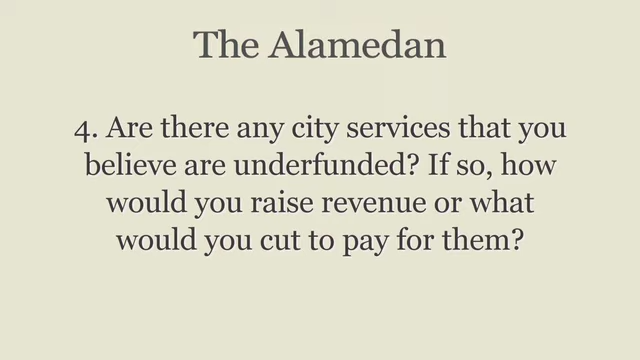 The Alamedan
4. Are there any city services that you
believe are underfunded? If so, how
would you raise revenue or what
would you cut to pay for them?